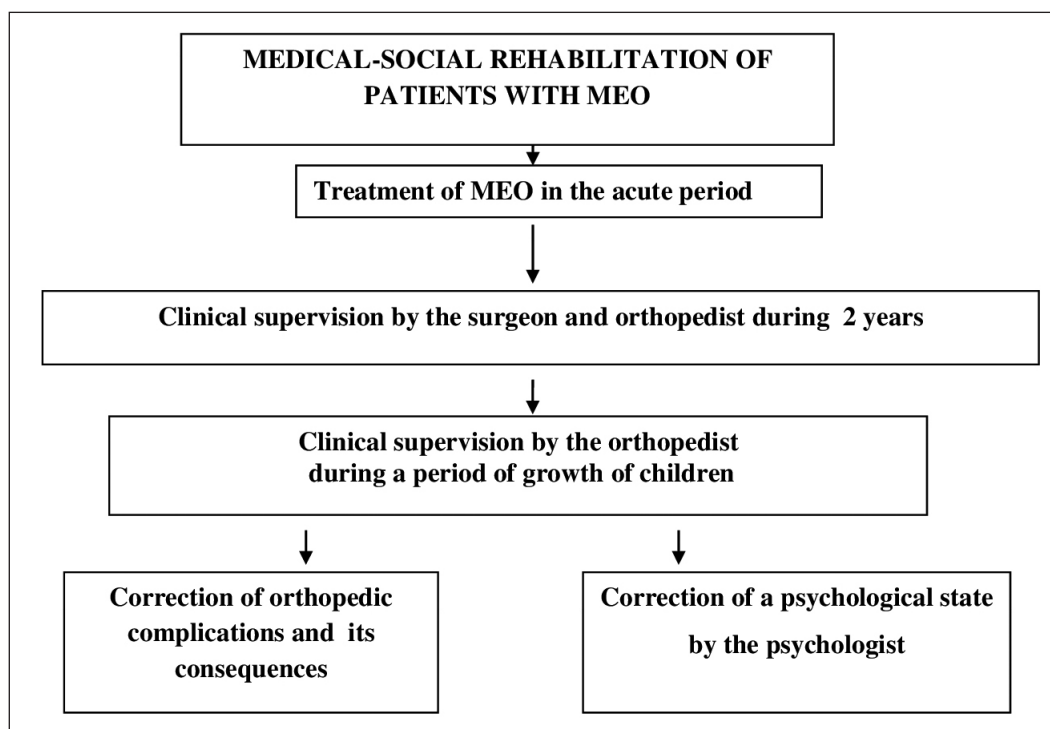 MEDICAL-SOCIAL REHABILITATION OF
PATIENTS WITH MEO
Treatment of MEO in the acute period
Clinical supervision by the surgeon and orthopedist during 2 years
Clinical supervision by the orthopedist
during a period of growth of children
Correction of orthopedic
complications and its
consequences
Correction of a psychological state
by the psychologist